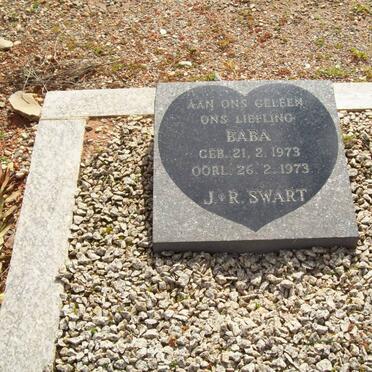 AAN ONS GELEEN
ONS LIEFLING
BABA
GEB. 21. 2. 1973
OORL. 26. 2. 1973
J. R. SWART